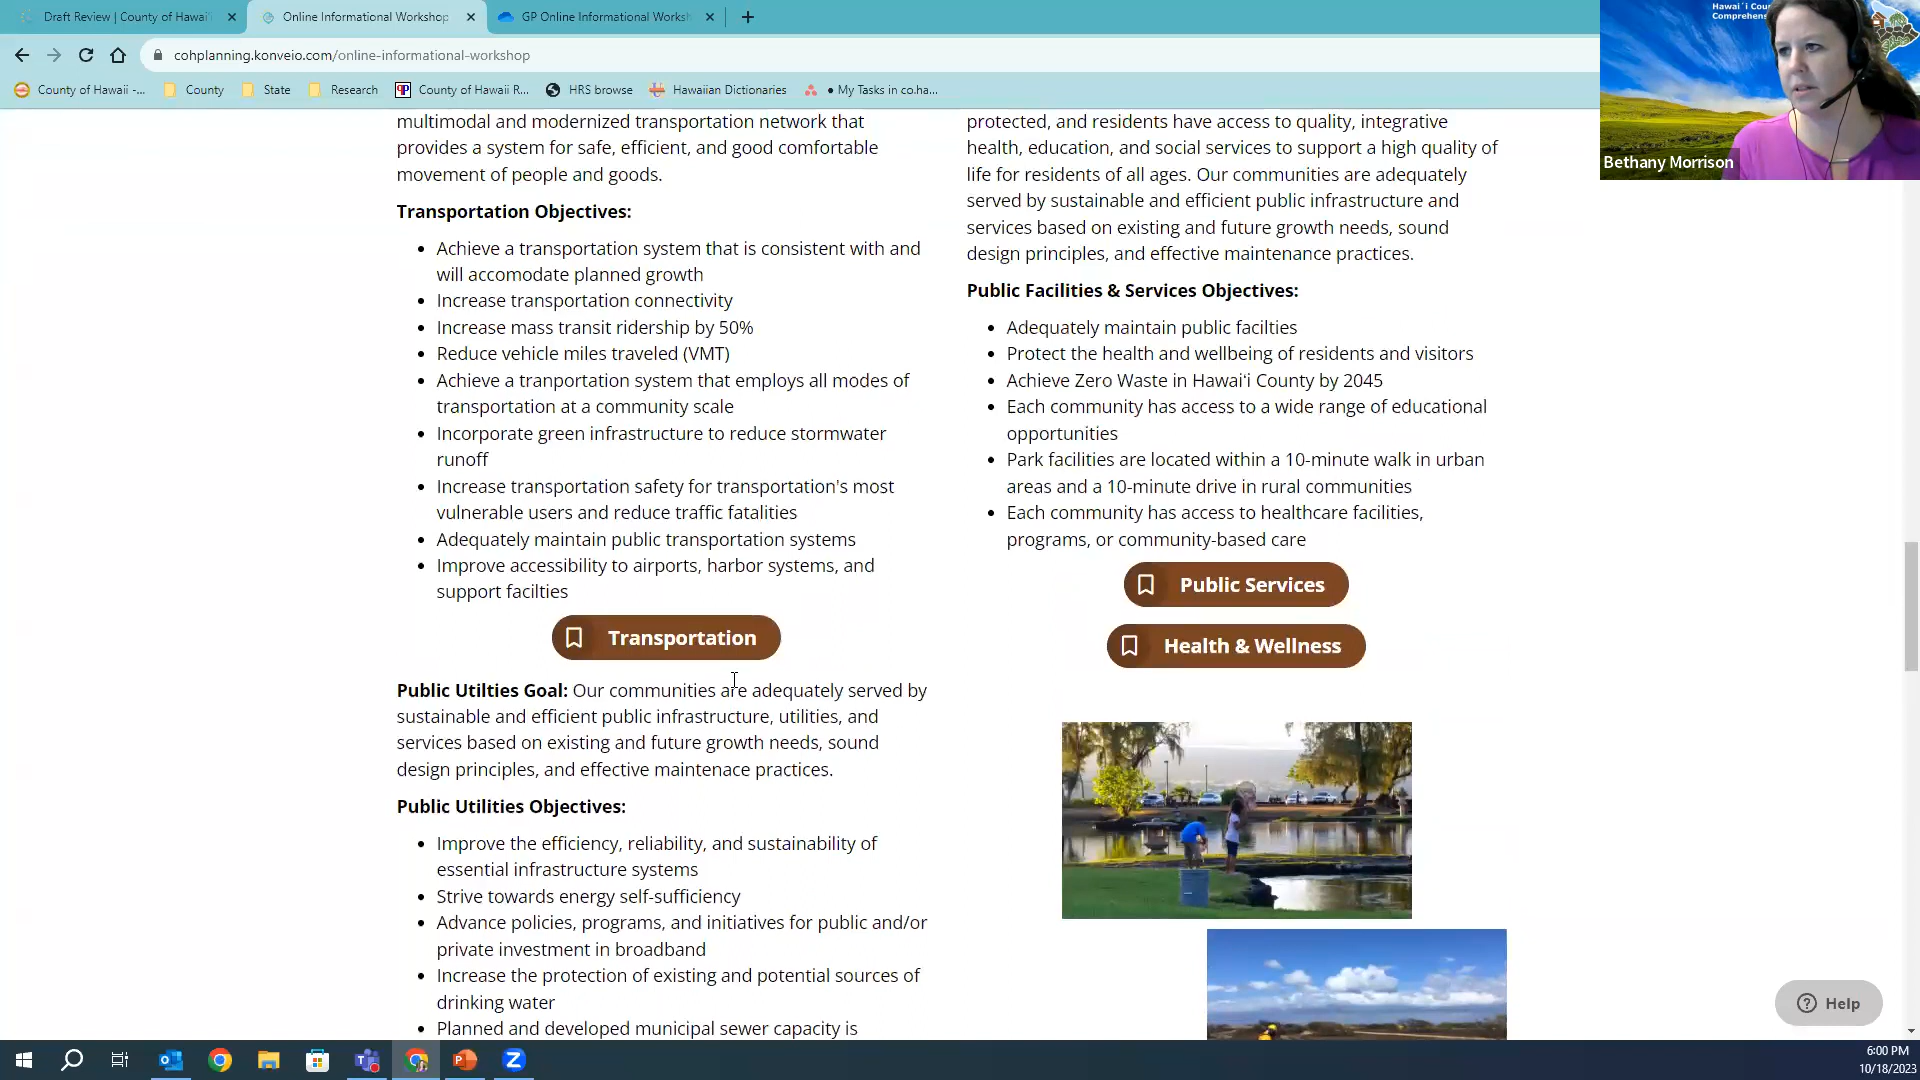 Draft Review | County of Hawai
Online Informational Workshop
GP Online Informational Works
cohplanning.konveio.com/online-informational-workshop
County of Hawaii -...
County
State
Research
County of Hawaii R...
HRS browse
Hawaiian Dictionaries
• My Tasks in co.ha...
Hawai`i Cou
Comprehens
Bethany Morrison
multimodal and modernized transportation network that
provides a system for safe, efficient, and good comfortable
movement of people and goods.
Transportation Objectives:
• Achieve a transportation system that is consistent with and
will accomodate planned growth
• Increase transportation connectivity
• Increase mass transit ridership by 50%
• Reduce vehicle miles traveled (VMT)
• Achieve a tranportation system that employs all modes of
transportation at a community scale
• Incorporate green infrastructure to reduce stormwater
runoff
• Increase transportation safety for transportation's most
vulnerable users and reduce traffic fatalities
• Adequately maintain public transportation systems
• Improve accessibility to airports, harbor systems, and
support facilties
Transportation
Public Utilties Goal: Our communities are adequately served by
sustainable and efficient public infrastructure, utilities, and
services based on existing and future growth needs, sound
design principles, and effective maintenace practices.
Public Utilities Objectives:
• Improve the efficiency, reliability, and sustainability of
essential infrastructure systems
• Strive towards energy self-sufficiency
• Advance policies, programs, and initiatives for public and/or
private investment in broadband
• Increase the protection of existing and potential sources of
drinking water
• Planned and developed municipal sewer capacity is
protected, and residents have access to quality, integrative
health, education, and social services to support a high quality of
life for residents of all ages. Our communities are adequately
served by sustainable and efficient public infrastructure and
services based on existing and future growth needs, sound
design principles, and effective maintenance practices.
Public Facilities & Services Objectives:
• Adequately maintain public facilties
• Protect the health and wellbeing of residents and visitors
• Achieve Zero Waste in Hawaiʻi County by 2045
• Each community has access to a wide range of educational
opportunities
• Park facilities are located within a 10-minute walk in urban
areas and a 10-minute drive in rural communities
• Each community has access to healthcare facilities,
programs, or community-based care
Public Services
Health & Wellness
Help
6:00 PM
10/18/2023